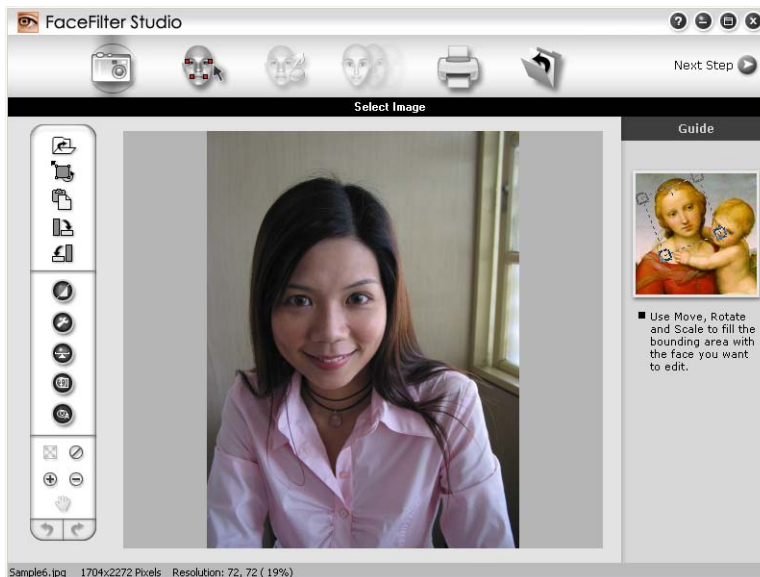 FaceFilter Studio
Next Step
Select Image
Guide
Use Move, Rotate
and Scale to fill the
bounding area with
the face you want
to edit.
Sample6.jpg 1704x2272 Pixels Resolution: 72, 72 ( 19%)